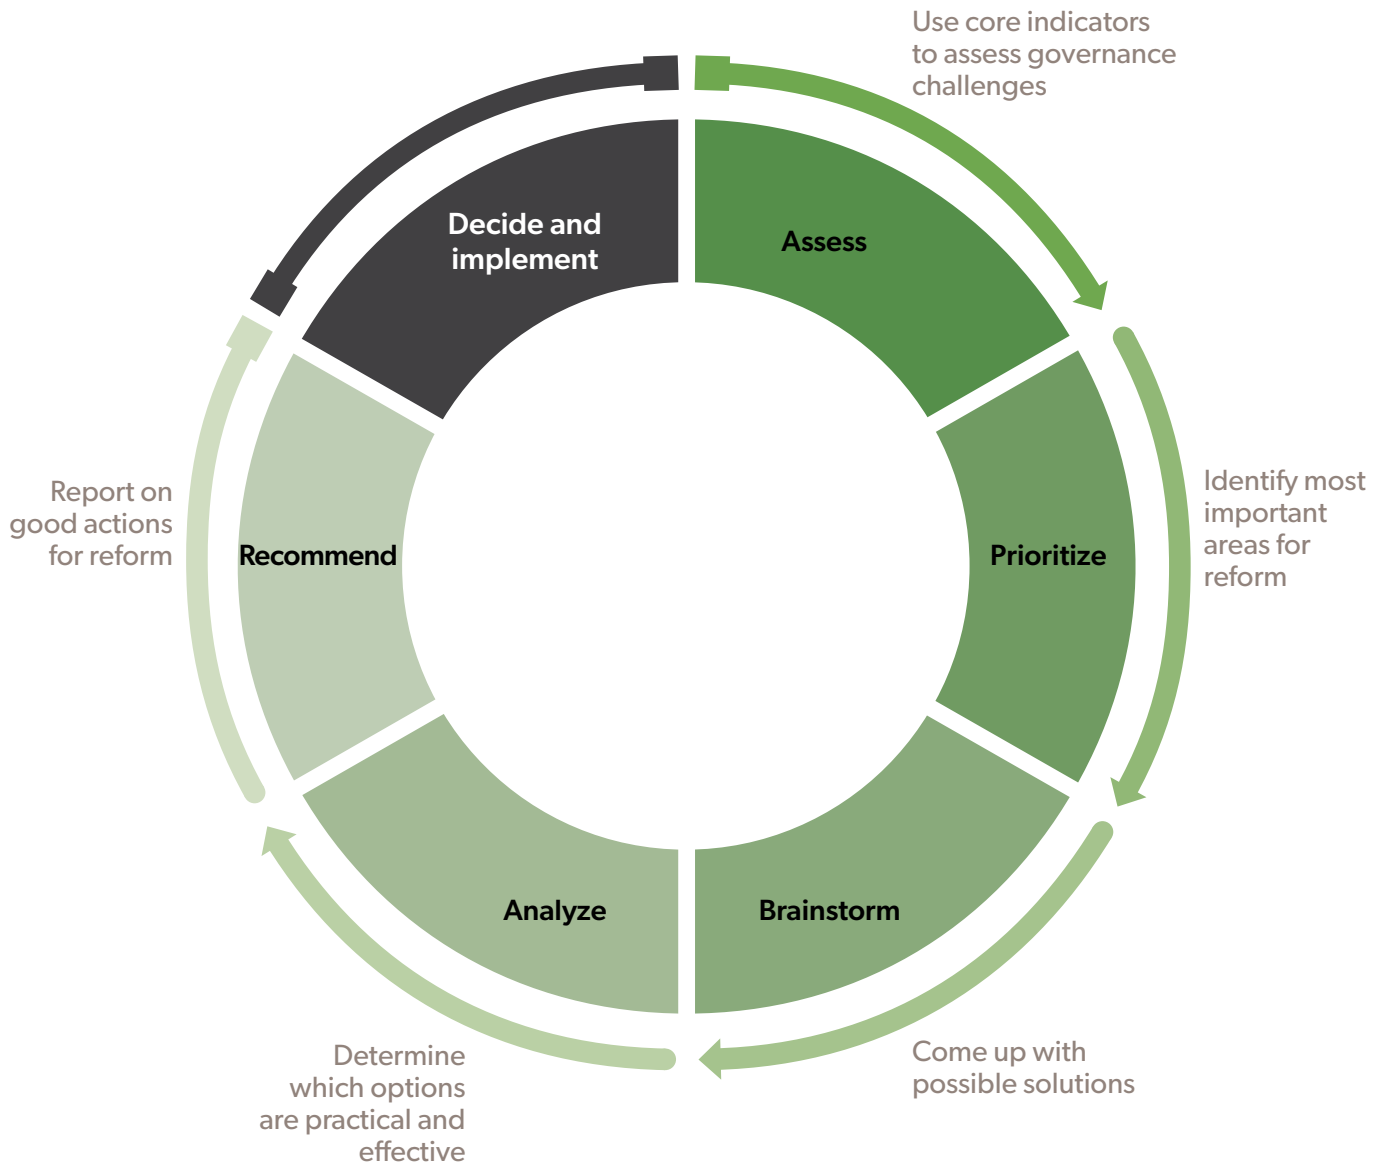 Use core indicators
to assess governance
challenges
Assess
Identify most
important
areas for
reform
Prioritize
Come up with
possible solutions
Brainstorm
Determine
which options
are practical and
effective
Analyze
Report on
good actions
for reform
Recommend
Decide and
implement